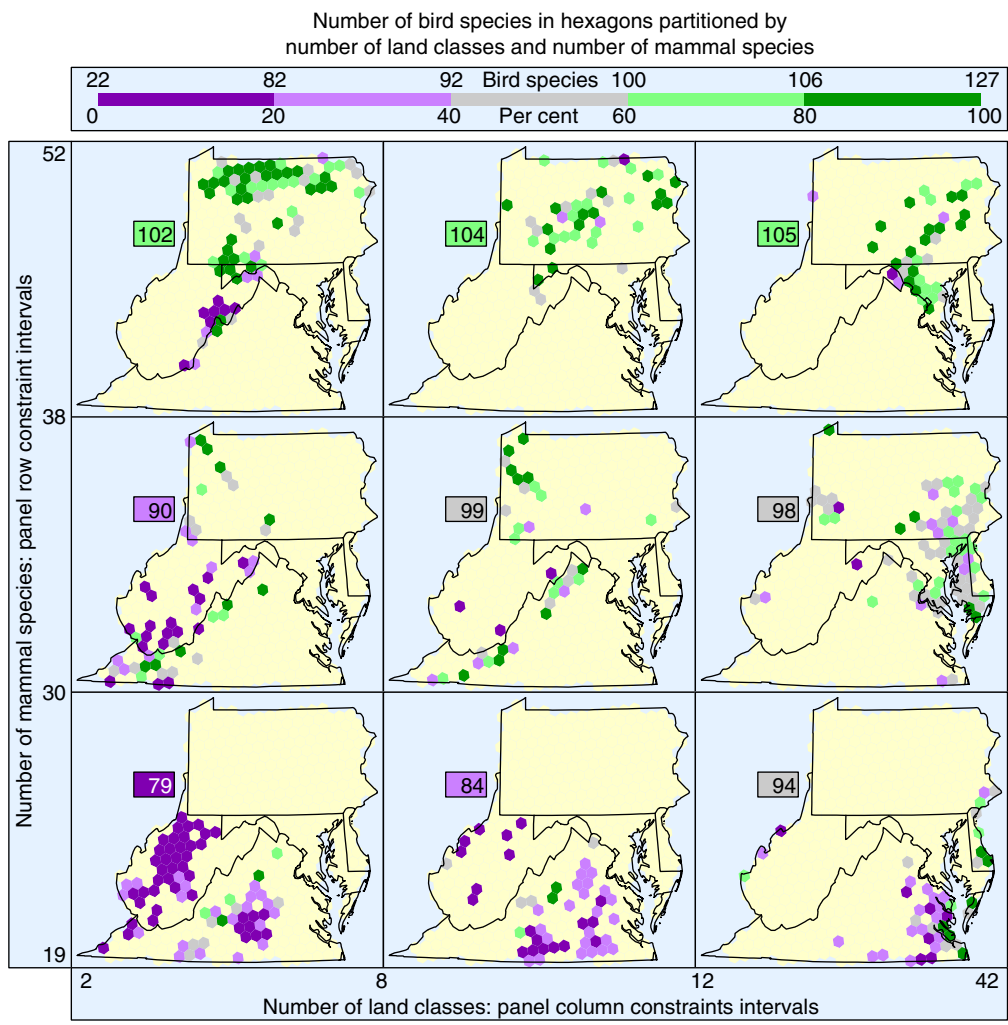 Number of bird species in hexagons partitioned by
number of land classes and number of mammal species
22 82 92 Bird species 100 106 127
0 20 40 Per cent 60 80 100
52
102 104 105
38
90 99 98
30
79 84 94
19
Number of mammal species: panel row constraint intervals
2 8 12 42
Number of land classes: panel column constraints intervals